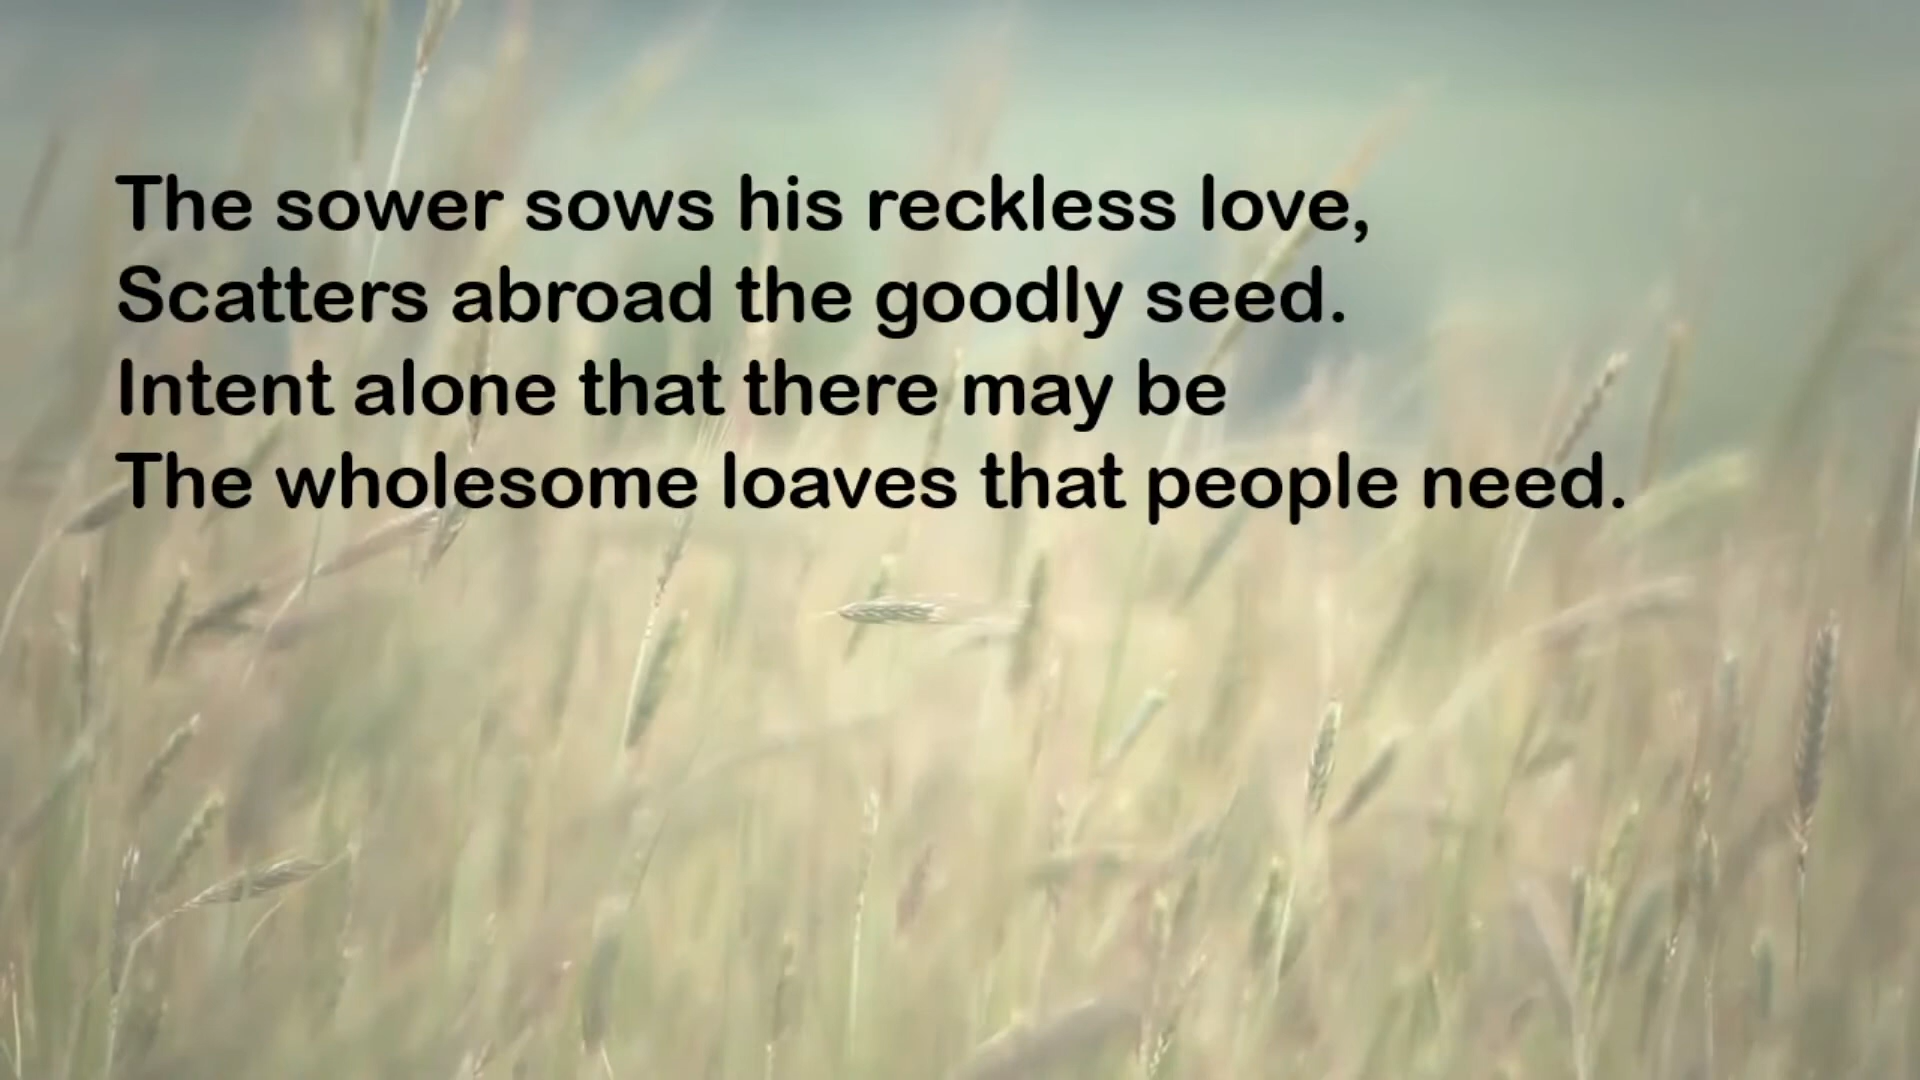 The sower sows his reckless love,
Scatters abroad the goodly seed.
Intent alone that there may be
The wholesome loaves that people need.